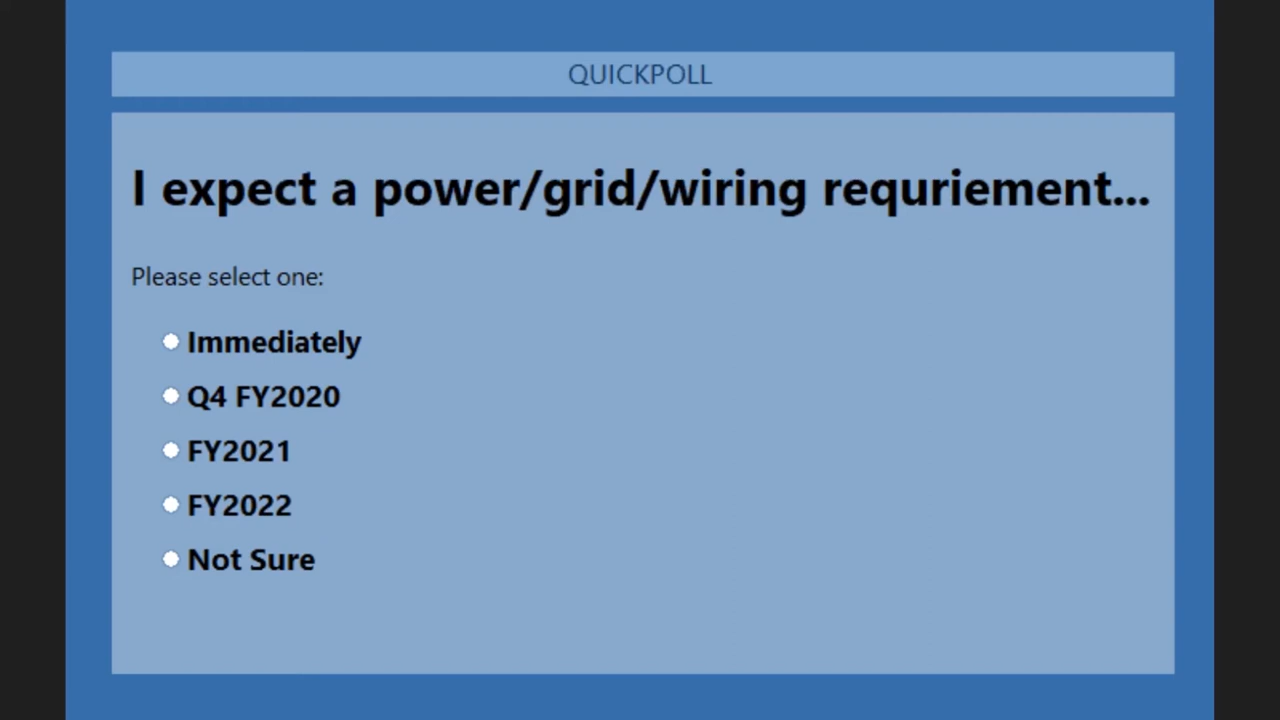 QUICKPOLL
I expect a power/grid/wiring requriement...
Please select one:
Immediately
Q4 FY2020
FY2021
FY2022
Not Sure